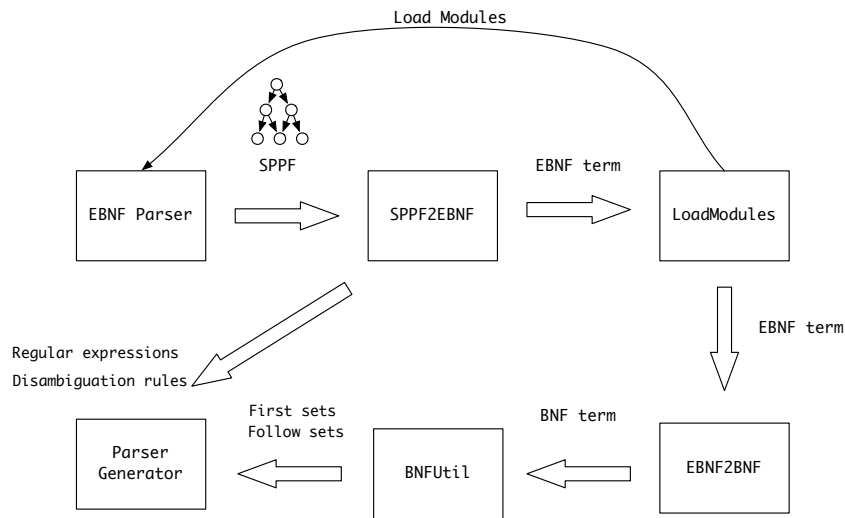 Load Modules
SPPF
EBNF term
EBNF Parser
SPPF2EBNF
LoadModules
EBNF term
Regular expressions
Disambiguation rules
First sets
Follow sets
BNF term
Parser
Generator
BNFUtil
EBNF2BNF